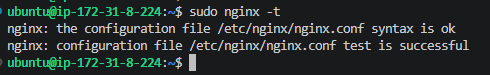 ubuntu@ip-172-31-8-224:~$ sudo nginx -t
nginx: the configuration file /etc/nginx/nginx.conf syntax is ok
nginx: configuration file /etc/nginx/nginx.conf test is successful
ubuntu@ip-172-31-8-224:~$